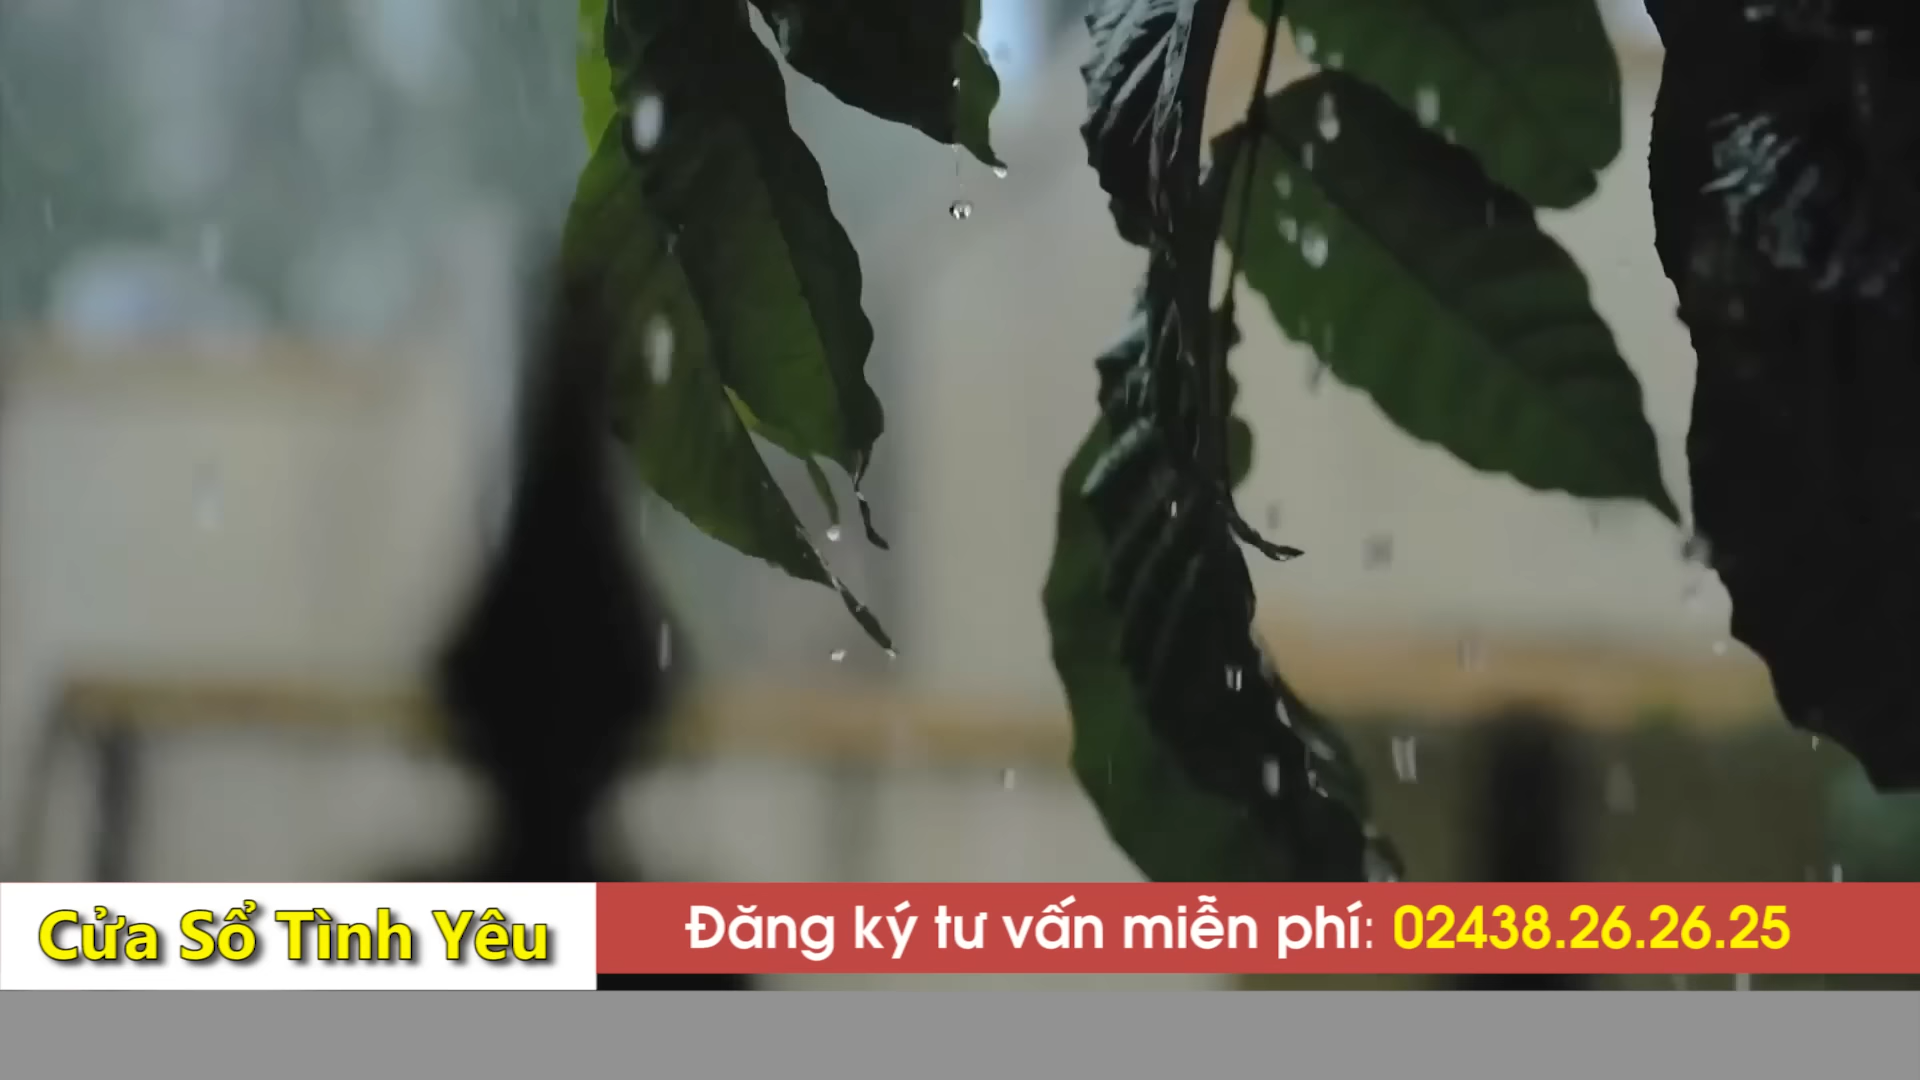 Cửa Sổ Tình Yêu
Đăng ký tư vấn miễn phí: 02438.26.26.25